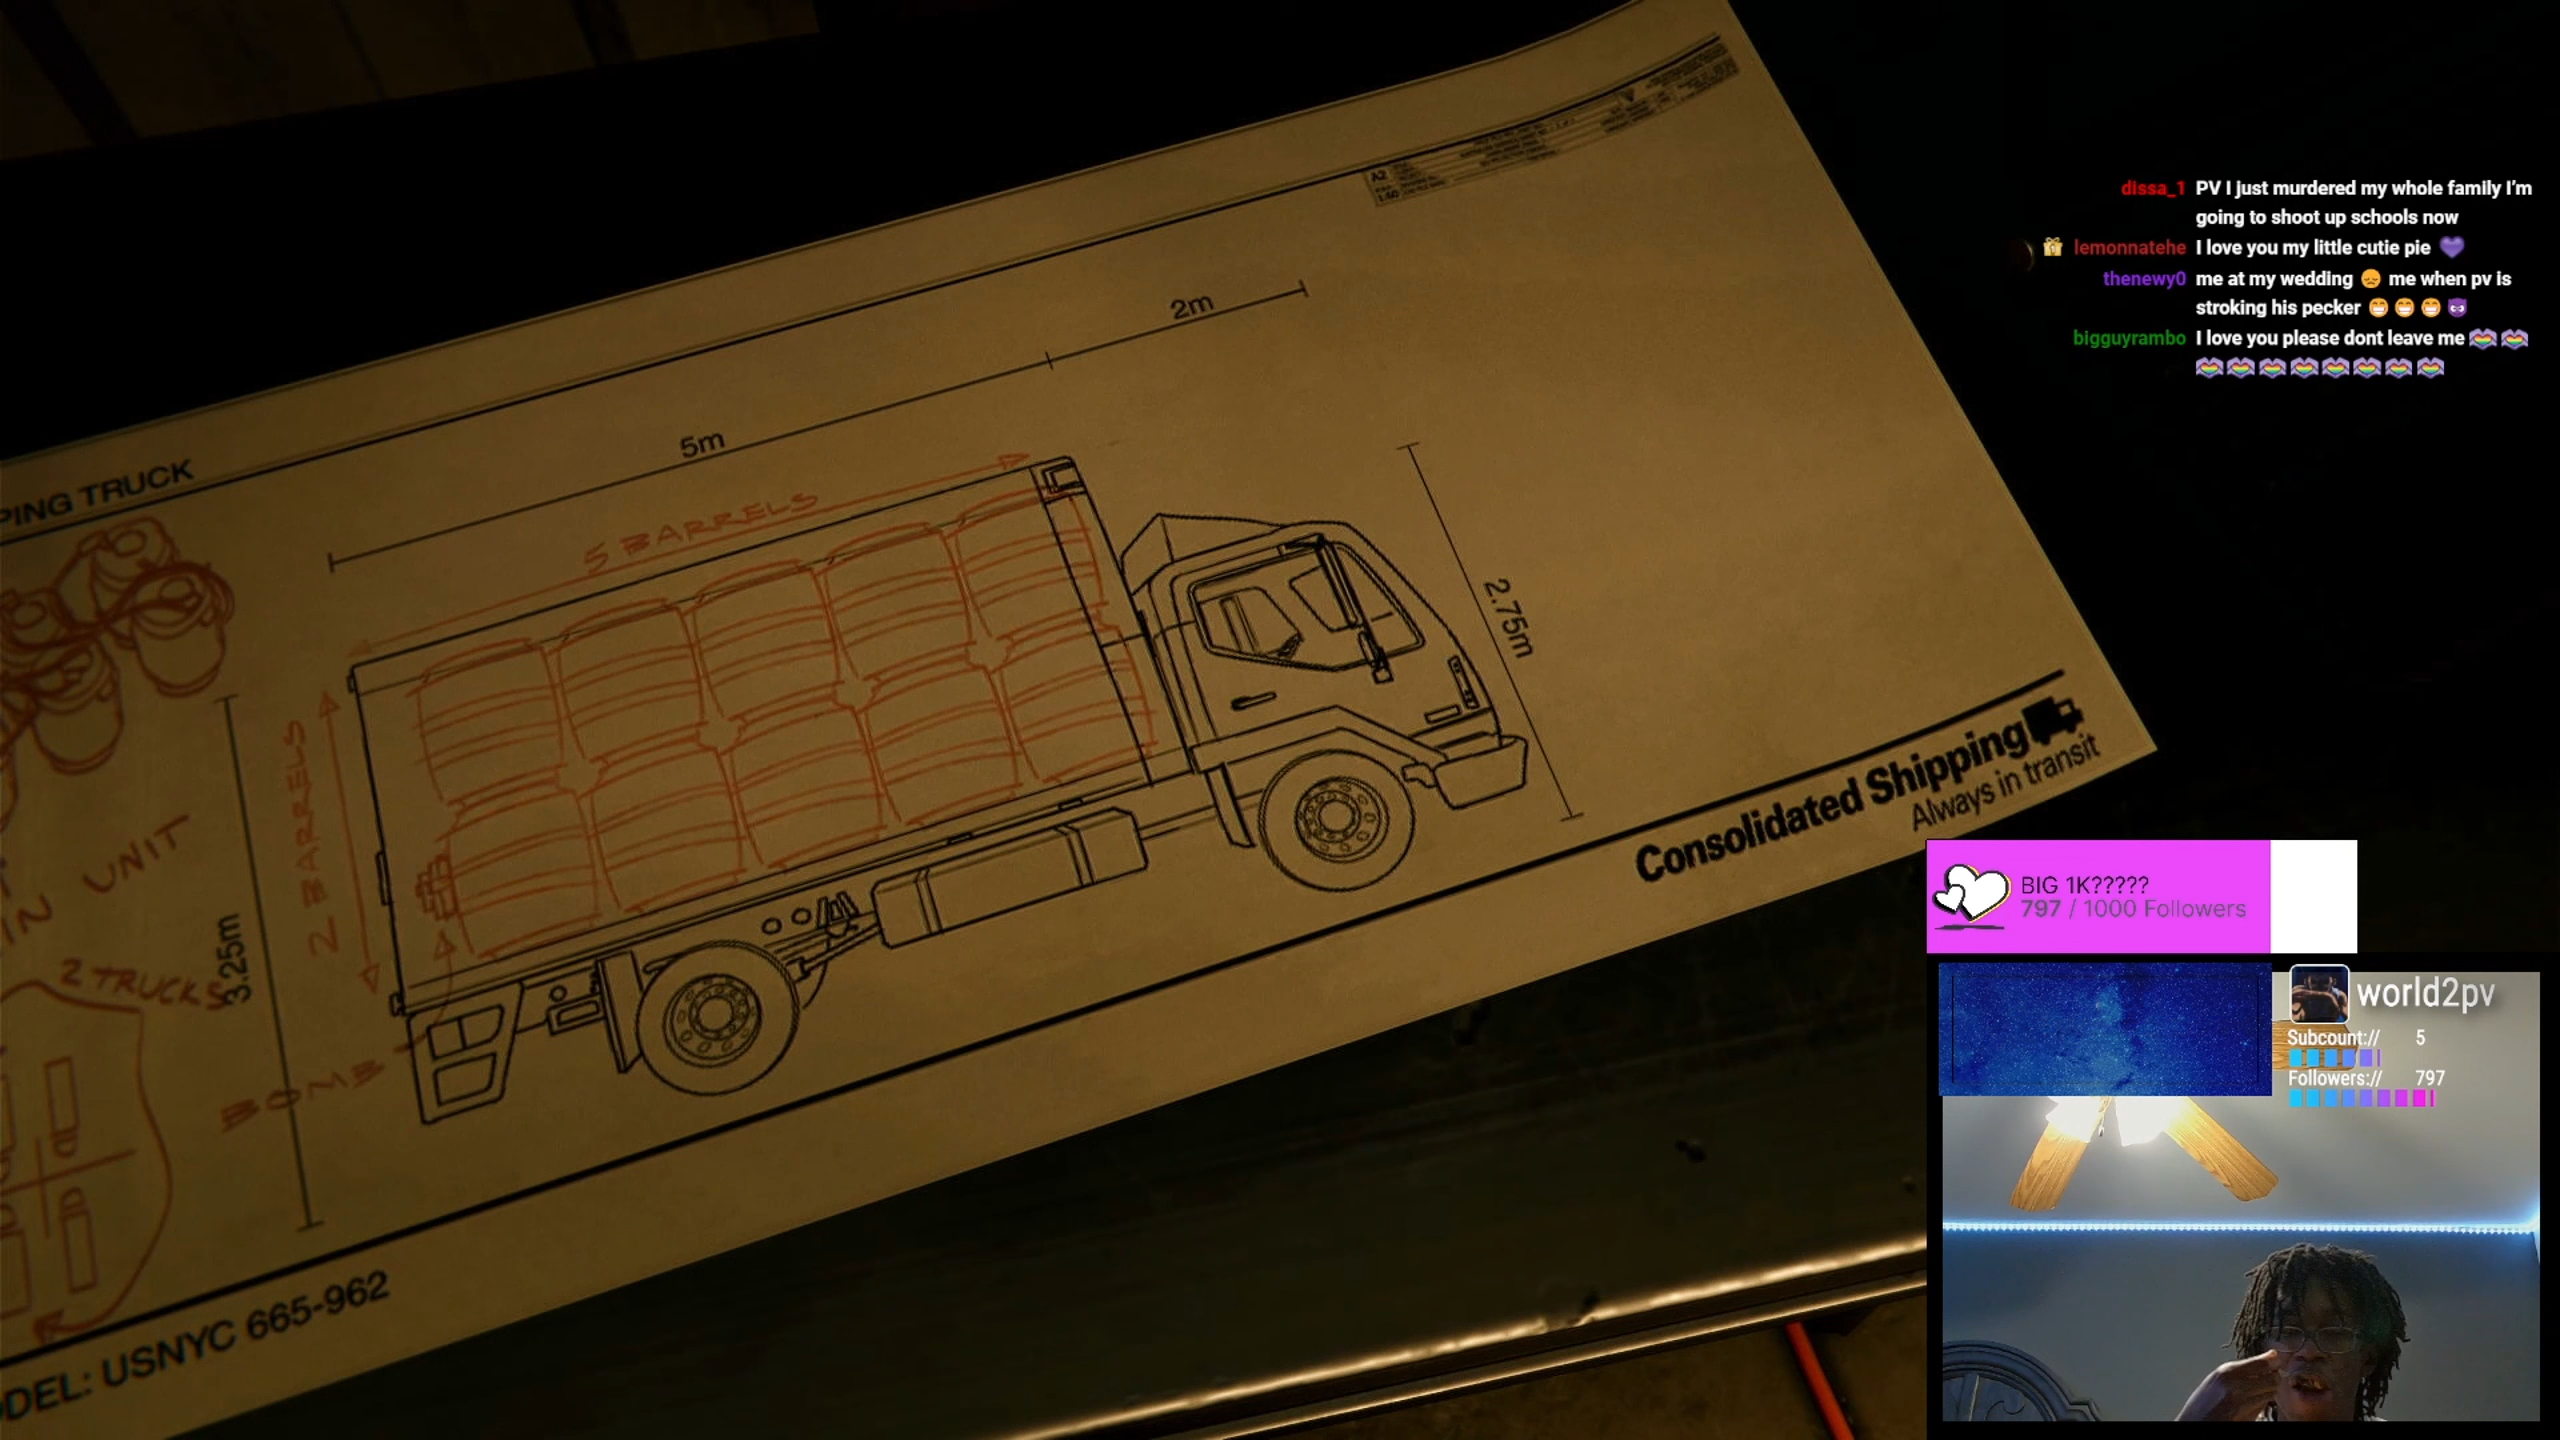 PING TRUCK
5m
2m
5 BARRELS
2 BARRELS
2.75m
3.25m
IN UNIT
2 TRUCKS
BOMB
Consolidated Shipping
Always in transit
DEL: USNYC 665-962
A2
dissa_1 PV I just murdered my whole family I'm
going to shoot up schools now
lemonnatehe I love you my little cutie pie 💜
thenewy0 me at my wedding 😞 me when pv is
stroking his pecker 😁 😁 😁 😈
bigguyrambo I love you please dont leave me
BIG 1K?????
797 / 1000 Followers
world2pv
Subcount:// 5
Followers:// 797